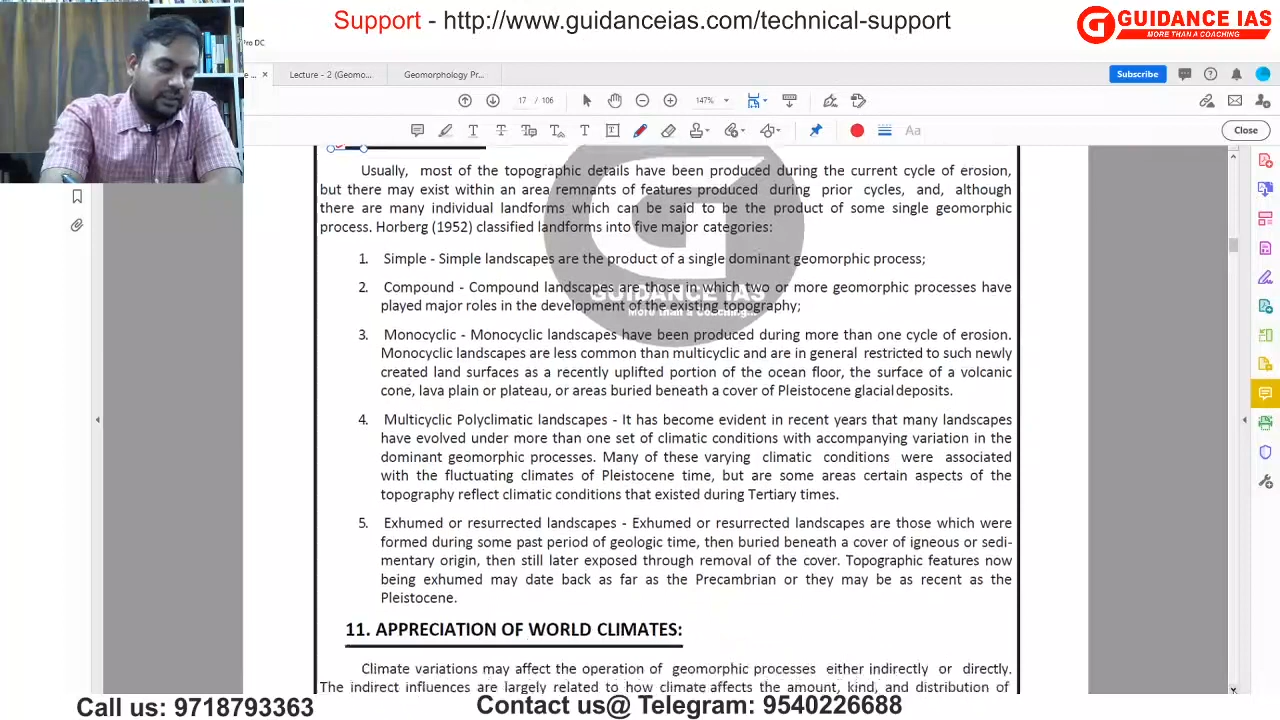 Support - http://www.guidanceias.com/technical-support
GUIDANCE IAS
MORE THAN A COACHING...
Pro DC
Lecture - 2 (Geomo...
Geomorphology Pr...
Subscribe
17 / 106
147%
Aa
Close
Usually, most of the topographic details have been produced during the current cycle of erosion,
but there may exist within an area remnants of features produced during prior cycles, and, although
there are many individual landforms which can be said to be the product of some single geomorphic
process. Horberg (1952) classified landforms into five major categories:
1. Simple - Simple landscapes are the product of a single dominant geomorphic process;
2. Compound - Compound landscapes are those in which two or more geomorphic processes have
played major roles in the development of the existing topography;
GUIDANCE IAS
More than a Coaching...
3. Monocyclic - Monocyclic landscapes have been produced during more than one cycle of erosion.
Monocyclic landscapes are less common than multicyclic and are in general restricted to such newly
created land surfaces as a recently uplifted portion of the ocean floor, the surface of a volcanic
cone, lava plain or plateau, or areas buried beneath a cover of Pleistocene glacial deposits.
4. Multicyclic Polyclimatic landscapes - It has become evident in recent years that many landscapes
have evolved under more than one set of climatic conditions with accompanying variation in the
dominant geomorphic processes. Many of these varying climatic conditions were associated
with the fluctuating climates of Pleistocene time, but are some areas certain aspects of the
topography reflect climatic conditions that existed during Tertiary times.
5. Exhumed or resurrected landscapes - Exhumed or resurrected landscapes are those which were
formed during some past period of geologic time, then buried beneath a cover of igneous or sedi-
mentary origin, then still later exposed through removal of the cover. Topographic features now
being exhumed may date back as far as the Precambrian or they may be as recent as the
Pleistocene.
11. APPRECIATION OF WORLD CLIMATES:
Climate variations may affect the operation of geomorphic processes either indirectly or directly.
The indirect influences are largely related to how climate affects the amount, kind, and distribution of
Call us: 9718793363
Contact us@ Telegram: 9540226688